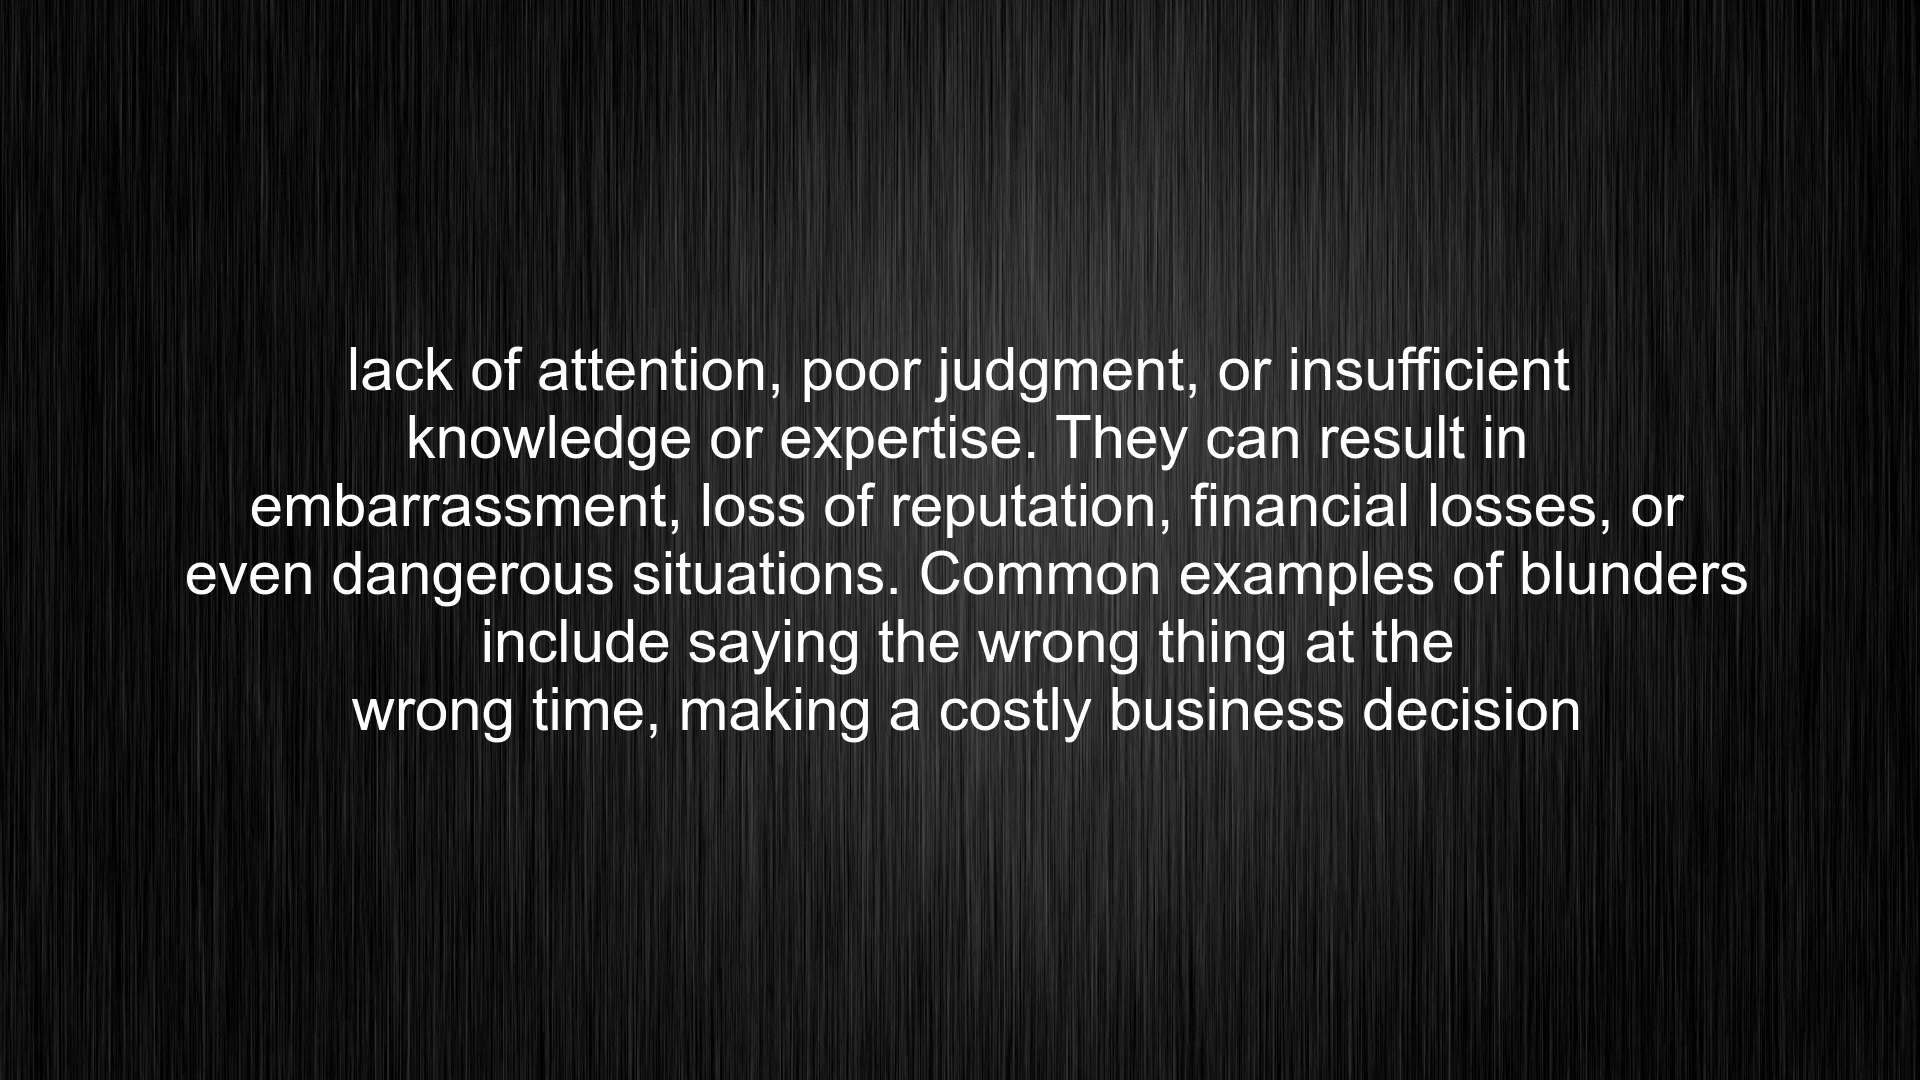 lack of attention, poor judgment, or insufficient
knowledge or expertise. They can result in
embarrassment, loss of reputation, financial losses, or
even dangerous situations. Common examples of blunders
include saying the wrong thing at the
wrong time, making a costly business decision